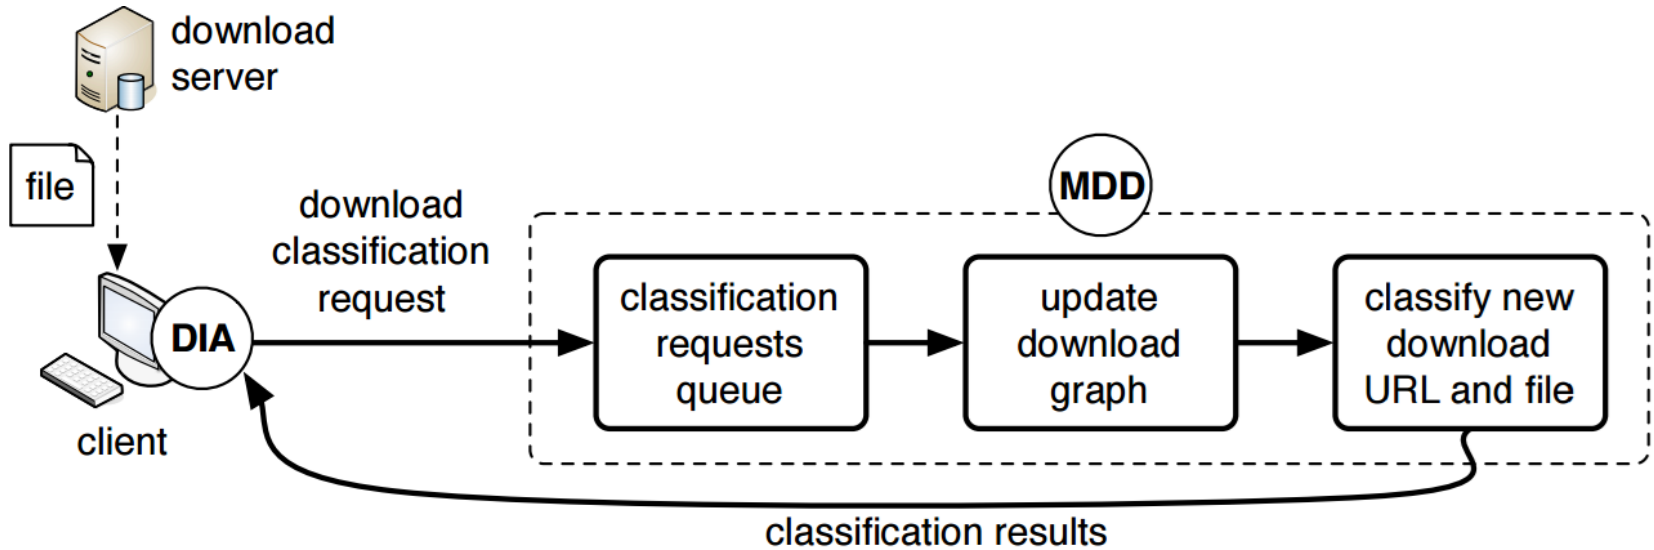 download
server
file
download
classification
request
MDD
classification
requests
queue
update
download
graph
classify new
download
URL and file
DIA
client
classification results